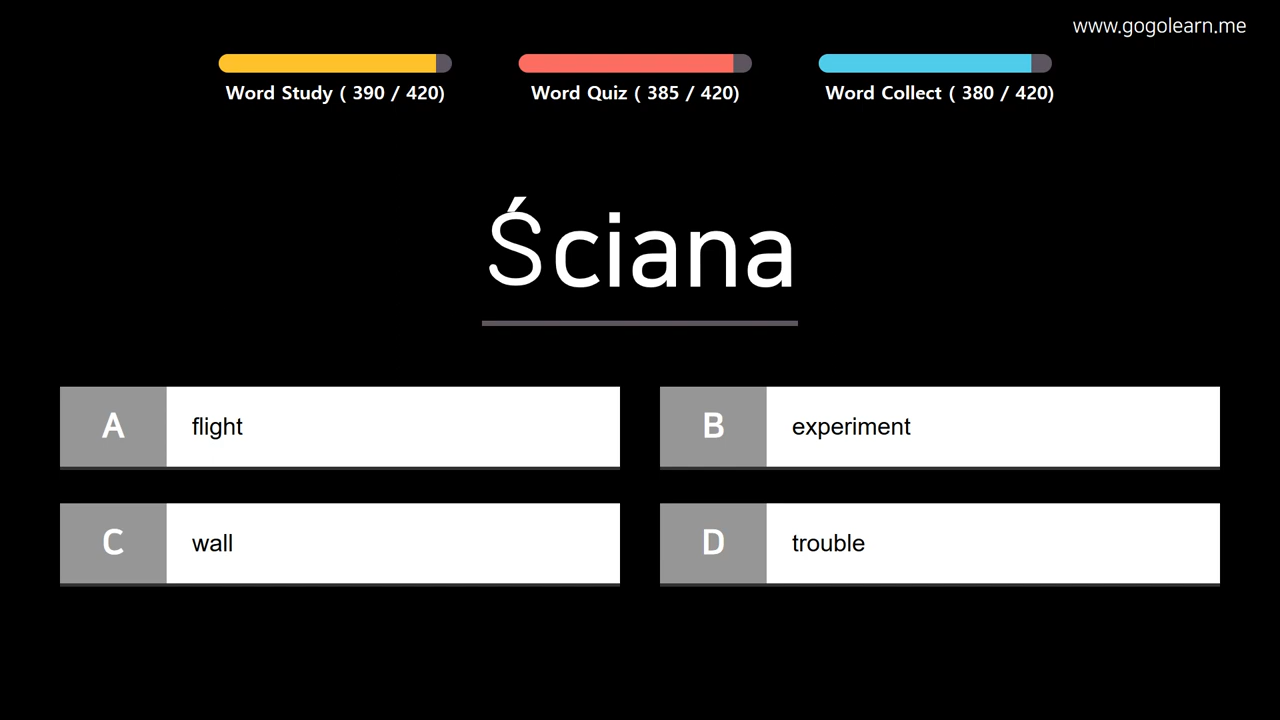 www.gogolearn.me
Word Study ( 390 / 420)
Word Quiz ( 385 / 420)
Word Collect ( 380 / 420)
Ściana
A flight
B experiment
C wall
D trouble